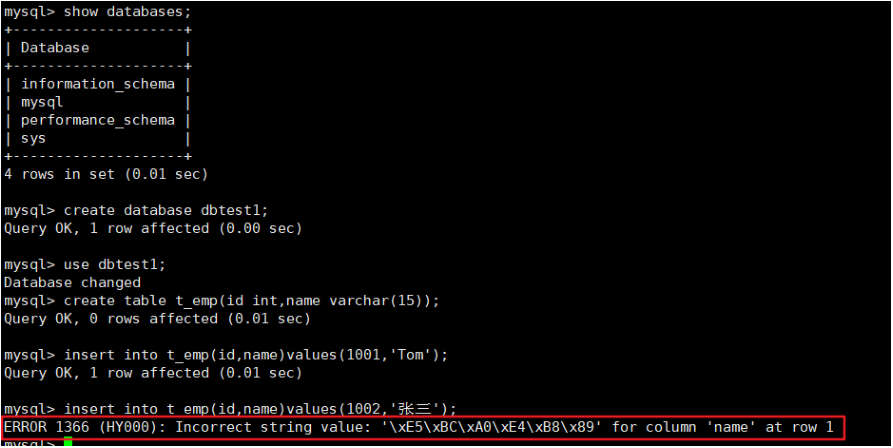 mysql> show databases;
+--------------------+
| Database           |
+--------------------+
| information_schema |
| mysql              |
| performance_schema |
| sys                |
+--------------------+
4 rows in set (0.01 sec)
mysql> create database dbtest1;
Query OK, 1 row affected (0.00 sec)
mysql> use dbtest1;
Database changed
mysql> create table t_emp(id int,name varchar(15));
Query OK, 0 rows affected (0.01 sec)
mysql> insert into t_emp(id,name)values(1001,'Tom');
Query OK, 1 row affected (0.01 sec)
mysql> insert into t_emp(id,name)values(1002,'张三');
ERROR 1366 (HY000): Incorrect string value: '\xE5\xBC\xA0\xE4\xB8\x89' for column 'name' at row 1
mysql>